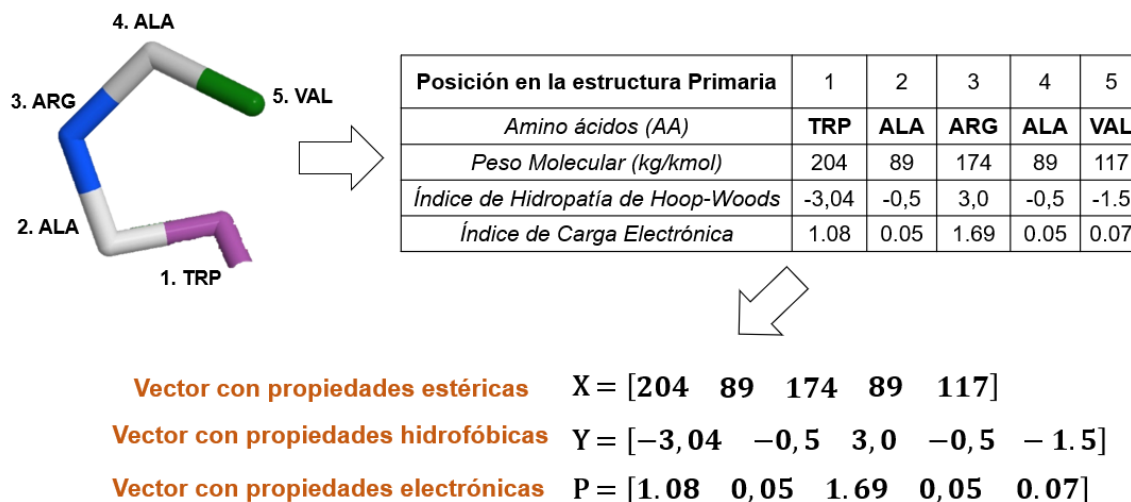 4. ALA
3. ARG
5. VAL
2. ALA
1. TRP
Posición en la estructura Primaria 1 2 3 4 5
Amino ácidos (AA) TRP ALA ARG ALA VAL
Peso Molecular (kg/kmol) 204 89 174 89 117
Índice de Hidropatía de Hoop-Woods -3,04 -0,5 3,0 -0,5 -1.5
Índice de Carga Electrónica 1.08 0.05 1.69 0.05 0.07
Vector con propiedades estéricas X = [204 89 174 89 117]
Vector con propiedades hidrofóbicas Y = [−3,04 −0,5 3,0 −0,5 − 1.5]
Vector con propiedades electrónicas P = [1.08 0,05 1.69 0,05 0.07]